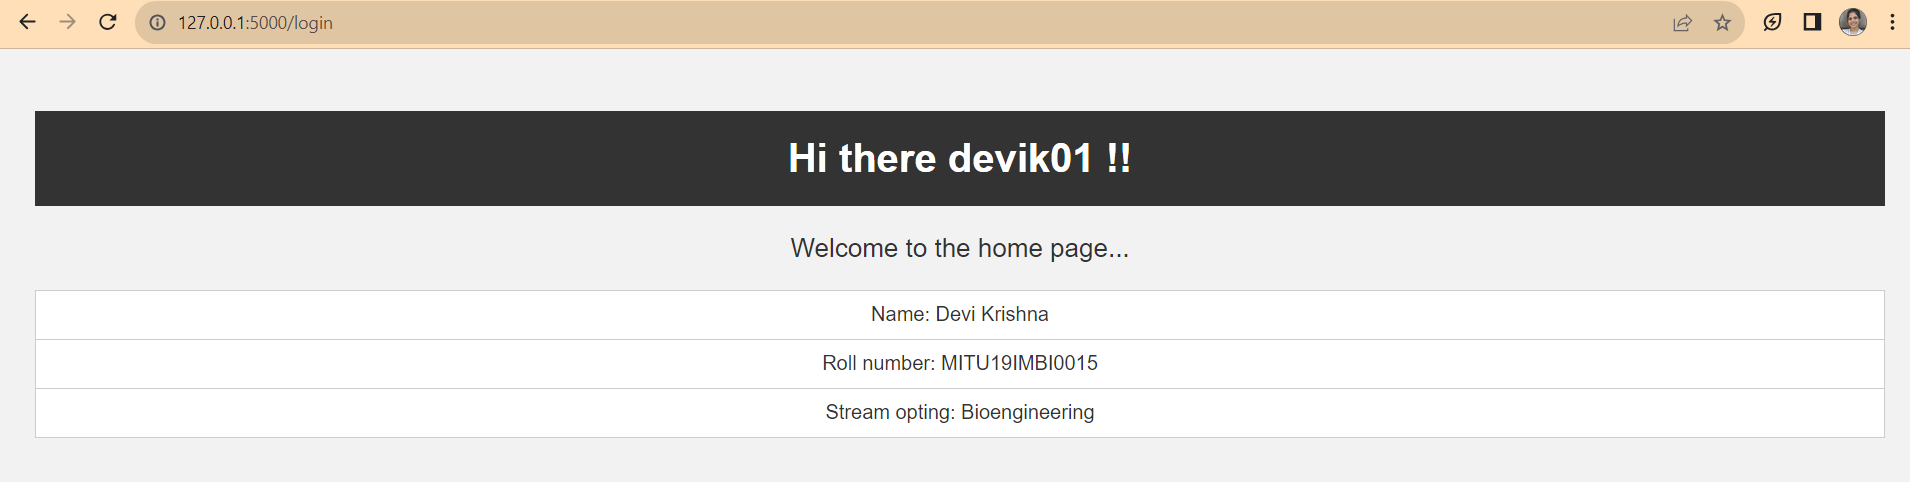 127.0.0.1:5000/login
Hi there devik01 !!
Welcome to the home page...
Name: Devi Krishna
Roll number: MITU19IMBI0015
Stream opting: Bioengineering